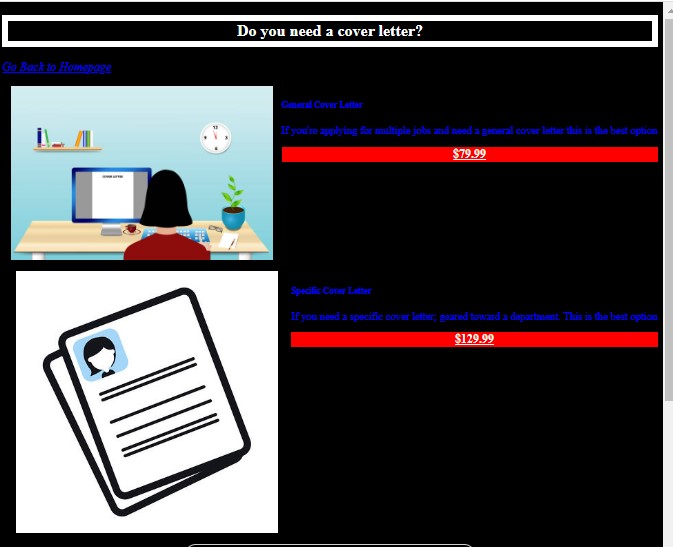 Do you need a cover letter?
Go Back to Homepage
General Cover Letter
If you're applying for multiple jobs and need a general cover letter this is the best option
$79.99
Specific Cover Letter
If you need a specific cover letter, geared toward a department. This is the best option
$129.99